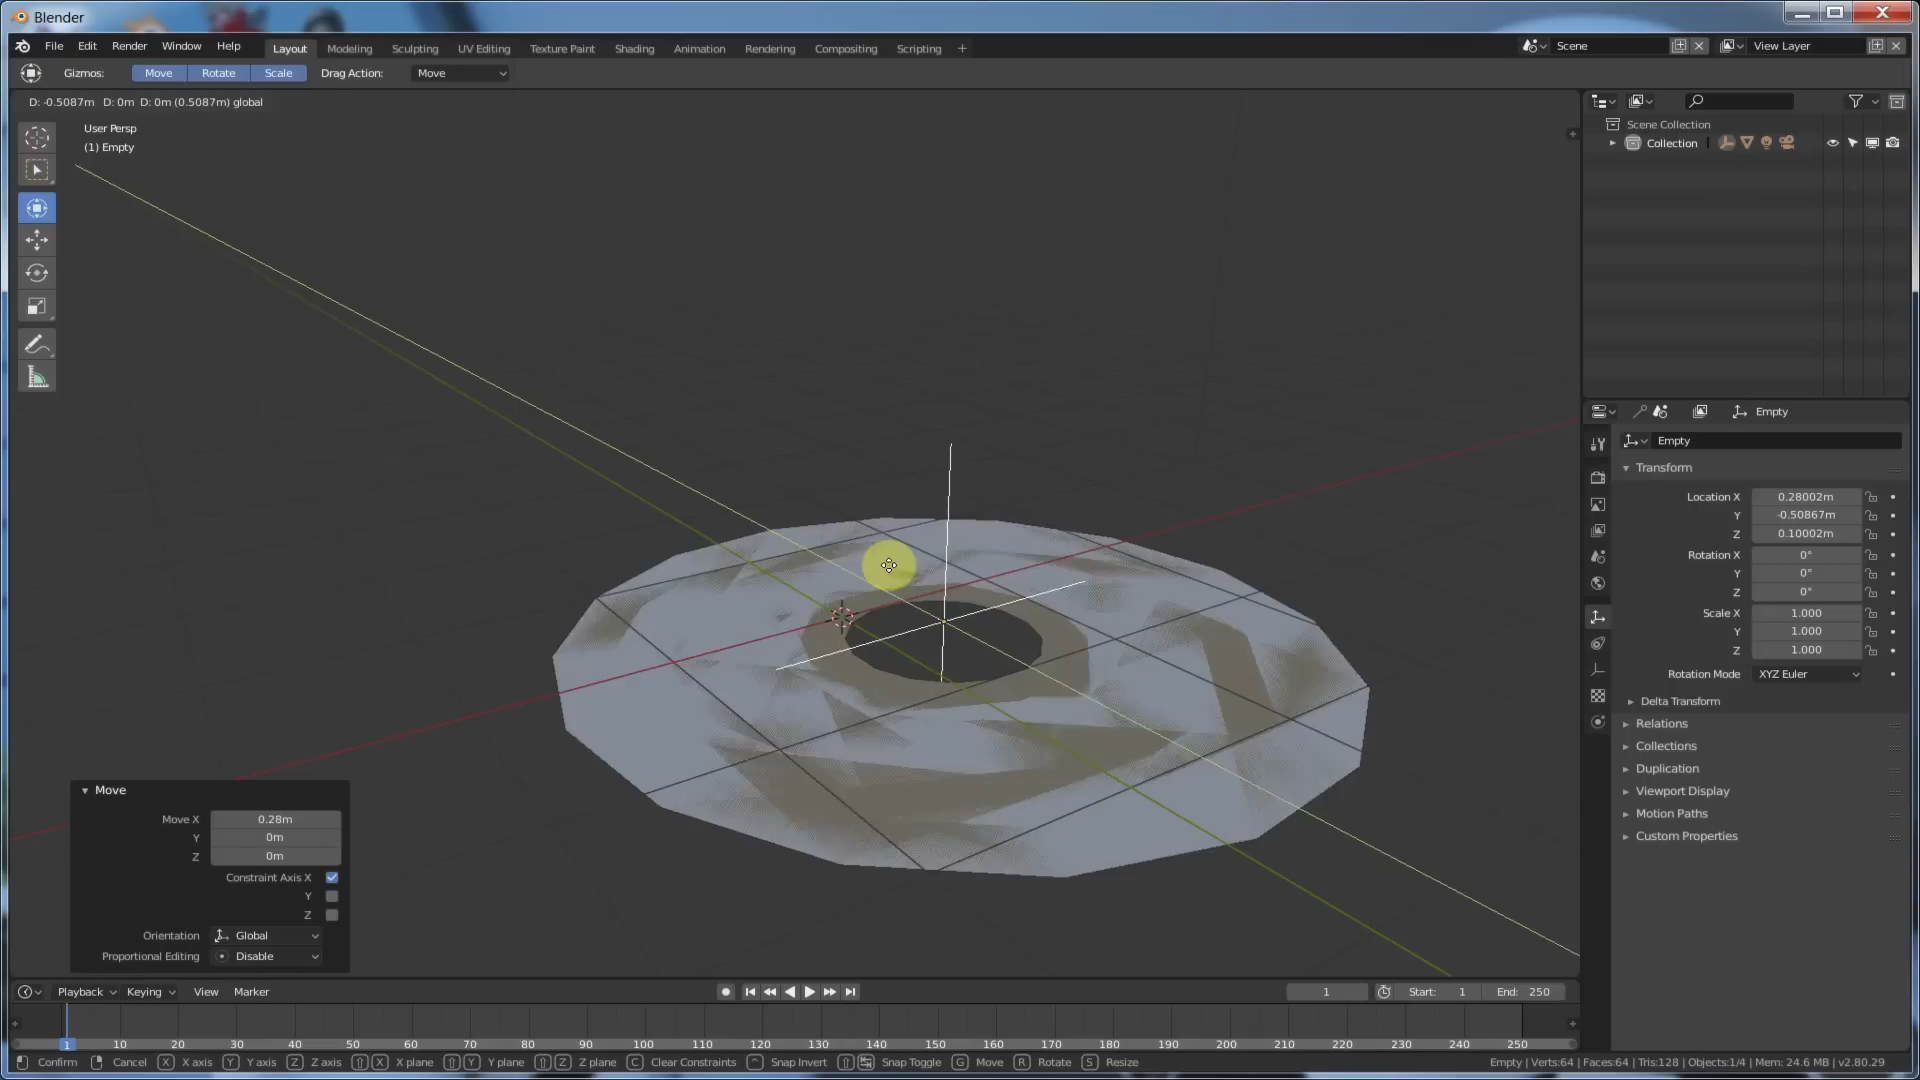 Blender
File Edit Render Window Help Layout Modeling Sculpting UV Editing Texture Paint Shading Animation Rendering Compositing Scripting + Scene View Layer
Gizmos: Move Rotate Scale Drag Action: Move
D: -0.5087m D: 0m D: 0m (0.5087m) global
User Persp
(1) Empty
Scene Collection
Collection
Empty
Empty
Transform
Location X 0.28002m
Y -0.50867m
Z 0.10002m
Rotation X 0°
Y 0°
Z 0°
Scale X 1.000
Y 1.000
Z 1.000
Rotation Mode XYZ Euler
Delta Transform
Relations
Collections
Duplication
Viewport Display
Motion Paths
Custom Properties
Move
Move X 0.28m
Y 0m
Z 0m
Constraint Axis X
Y
Z
Orientation Global
Proportional Editing Disable
Playback Keying View Marker 1 Start: 1 End: 250
1 10 20 30 40 50 60 70 80 90 100 110 120 130 140 150 160 170 180 190 200 210 220 230 240 250
Confirm Cancel X X axis Y Y axis Z Z axis X X plane Y Y plane Z Z plane C Clear Constraints Snap Invert Snap Toggle G Move R Rotate S Resize Empty | Verts:64 | Faces:64 | Tris:128 | Objects:1/4 | Mem: 24.6 MB | v2.80.29